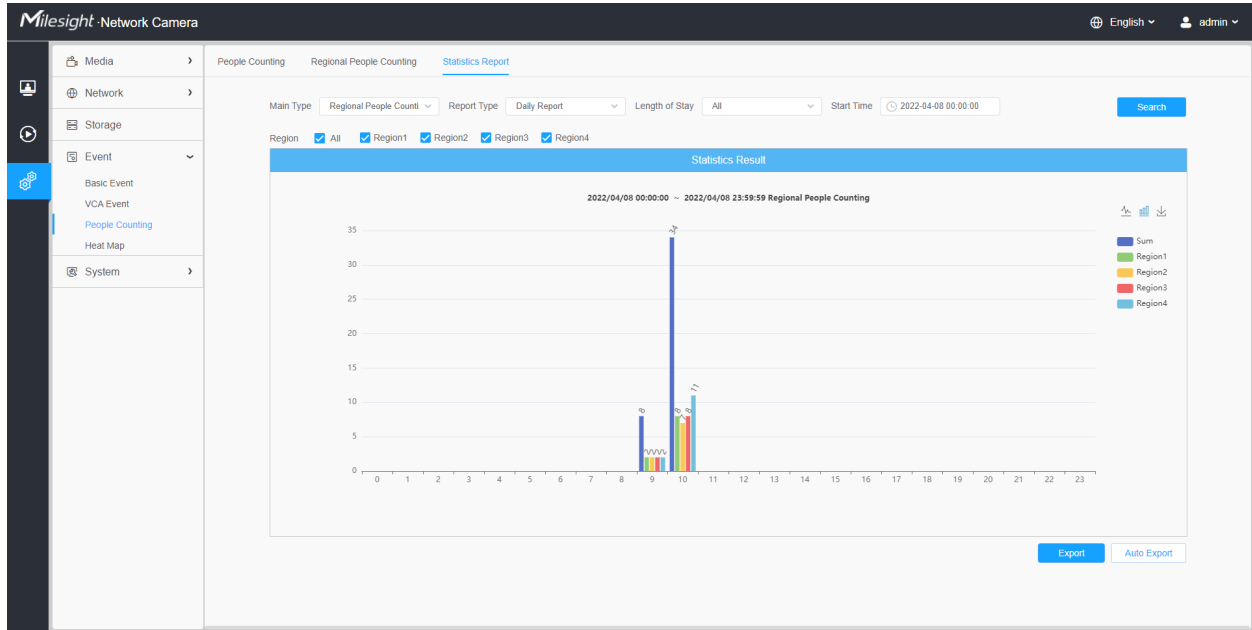 Milesight · Network Camera English admin
Media
Network
Storage
Event
Basic Event
VCA Event
People Counting
Heat Map
System
People Counting Regional People Counting Statistics Report
Main Type Regional People Counti Report Type Daily Report Length of Stay All Start Time 2022-04-08 00:00:00 Search
Region All Region1 Region2 Region3 Region4
Statistics Result
2022/04/08 00:00:00 ~ 2022/04/08 23:59:59 Regional People Counting
Sum
Region1
Region2
Region3
Region4
35
30
25
20
15
10
5
0
34
11
8 8 7 8
2 2 2 2
0 1 2 3 4 5 6 7 8 9 10 11 12 13 14 15 16 17 18 19 20 21 22 23
Export Auto Export